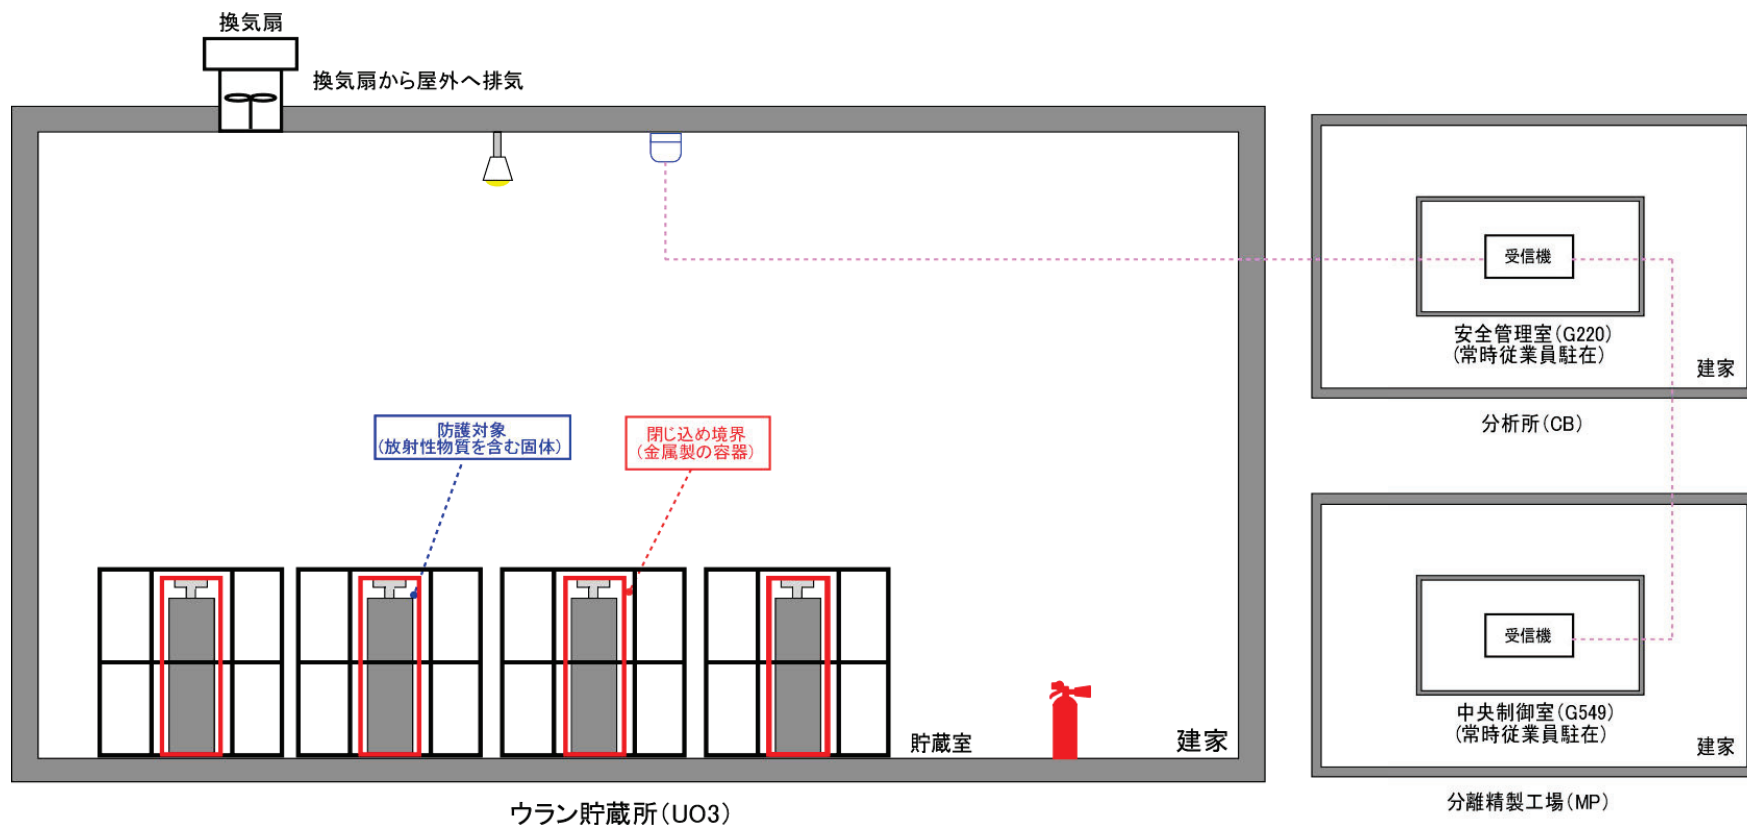 換気扇
換気扇から屋外へ排気
受信機
安全管理室(G220)
(常時従業員駐在)
建家
分析所(CB)
防護対象
(放射性物質を含む固体)
閉じ込め境界
(金属製の容器)
受信機
中央制御室(G549)
(常時従業員駐在)
建家
分離精製工場(MP)
貯蔵室
建家
ウラン貯蔵所(UO3)